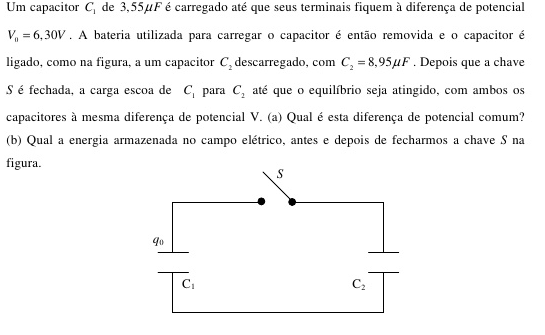 Um capacitor C₁ de 3,55μF é carregado até que seus terminais fiquem à diferença de potencial
V₀ = 6,30V . A bateria utilizada para carregar o capacitor é então removida e o capacitor é
ligado, como na figura, a um capacitor C₂ descarregado, com C₂ = 8,95μF . Depois que a chave
S é fechada, a carga escoa de C₁ para C₂ até que o equilíbrio seja atingido, com ambos os
capacitores à mesma diferença de potencial V. (a) Qual é esta diferença de potencial comum?
(b) Qual a energia armazenada no campo elétrico, antes e depois de fecharmos a chave S na
figura.
S
q₀
C₁
C₂